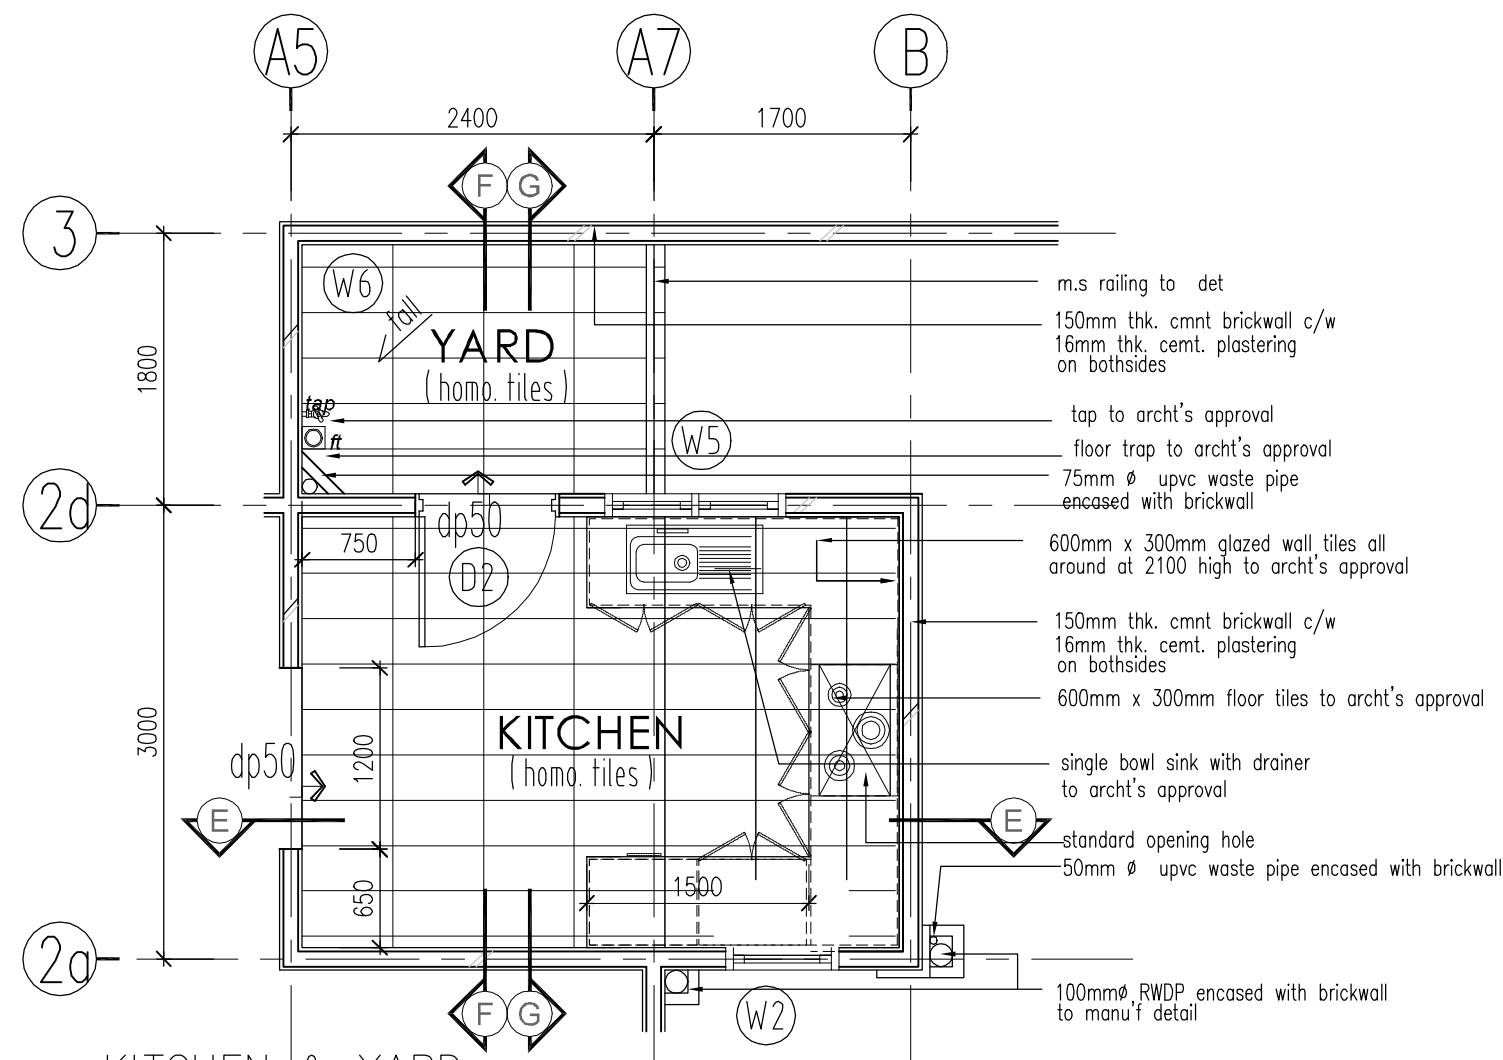 A5
A7
B
2400
1700
F
G
3
W6
fall
YARD
( homo. tiles )
1800
tap
ft
W5
2d
dp50
750
D2
m.s railing to det
150mm thk. cmnt brickwall c/w
16mm thk. cemt. plastering
on bothsides
tap to archt's approval
floor trap to archt's approval
75mm Ø upvc waste pipe
encased with brickwall
600mm x 300mm glazed wall tiles all
around at 2100 high to archt's approval
150mm thk. cmnt brickwall c/w
16mm thk. cemt. plastering
on bothsides
600mm x 300mm floor tiles to archt's approval
3000
KITCHEN
( homo. tiles )
dp50
1200
single bowl sink with drainer
to archt's approval
E
E
standard opening hole
50mm Ø upvc waste pipe encased with brickwall
650
1500
2a
F
G
W2
100mmØ RWDP encased with brickwall
to manu'f detail
KITCHEN & YARD